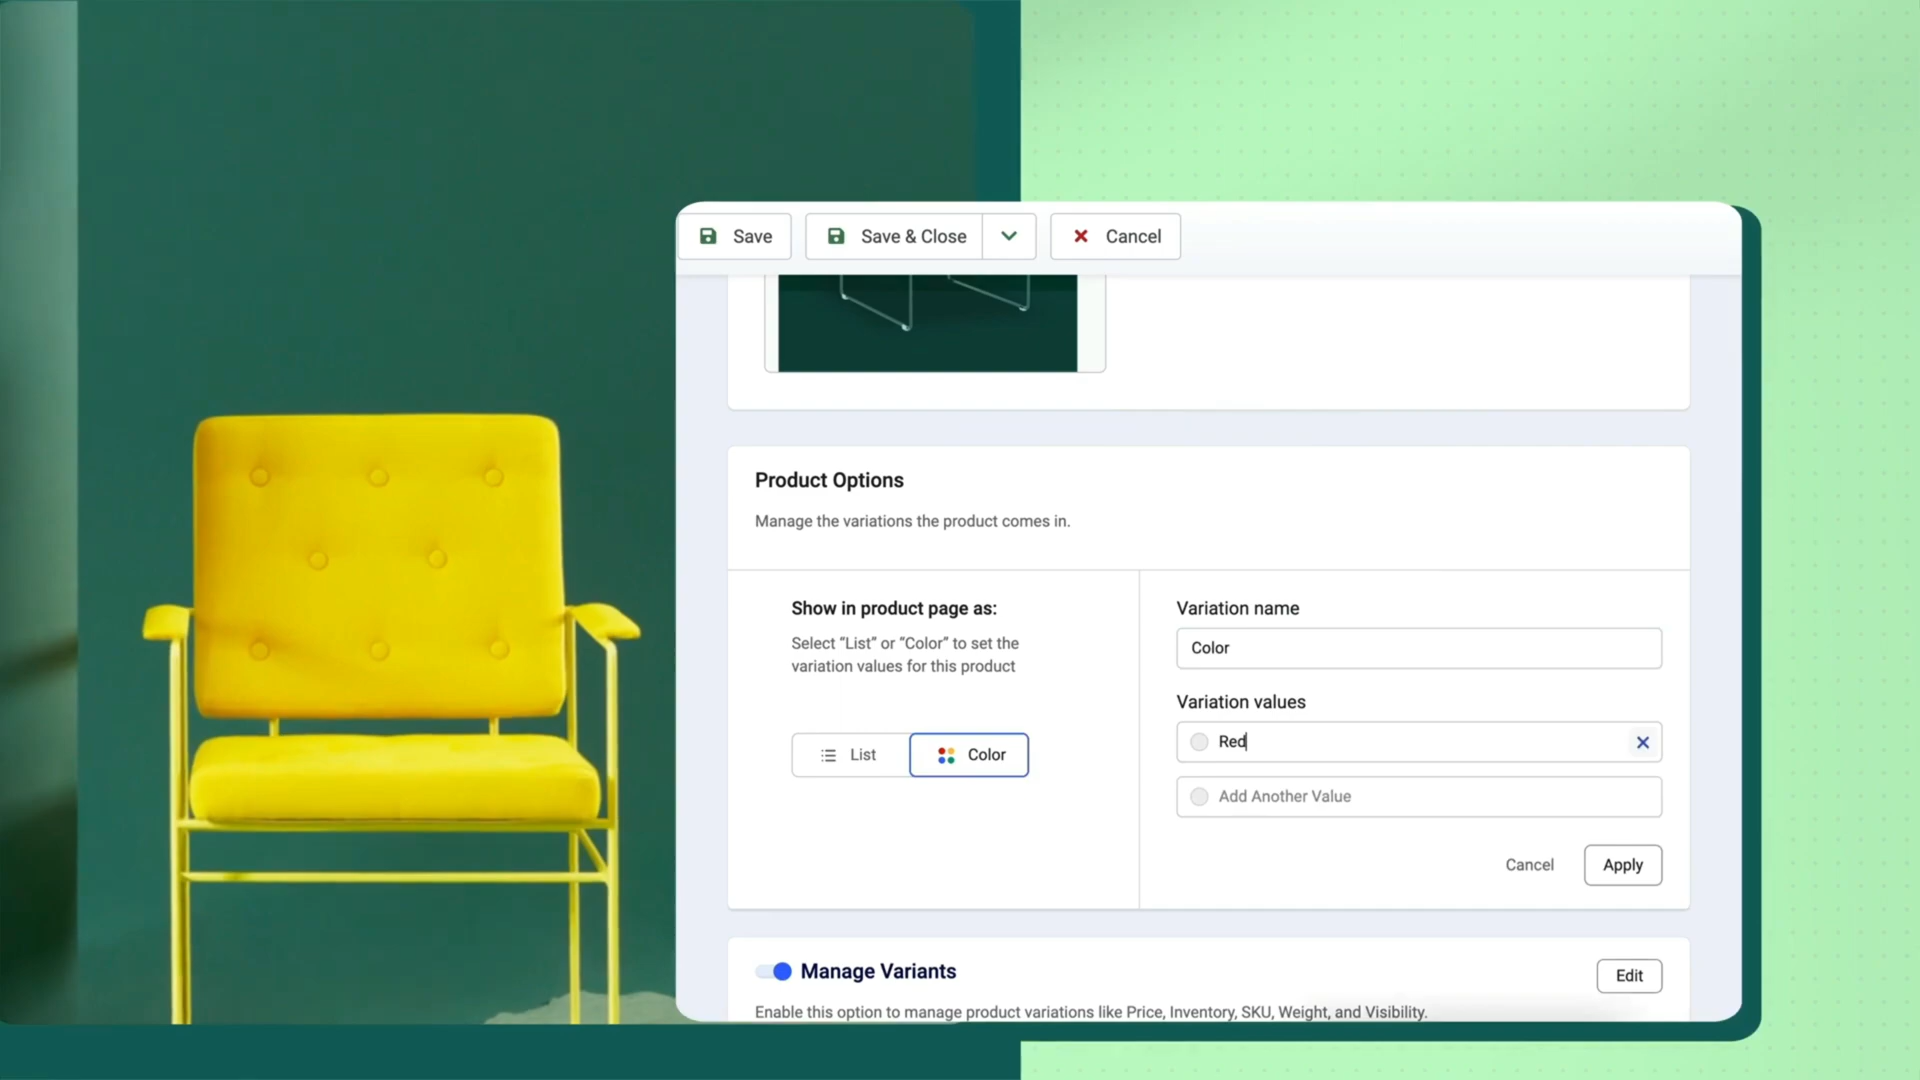 Save
Save & Close
Cancel
Product Options
Manage the variations the product comes in.
Show in product page as:
Select “List” or “Color” to set the
variation values for this product
List
Color
Variation name
Color
Variation values
Red
Add Another Value
Cancel
Apply
Manage Variants
Edit
Enable this option to manage product variations like Price, Inventory, SKU, Weight, and Visibility.